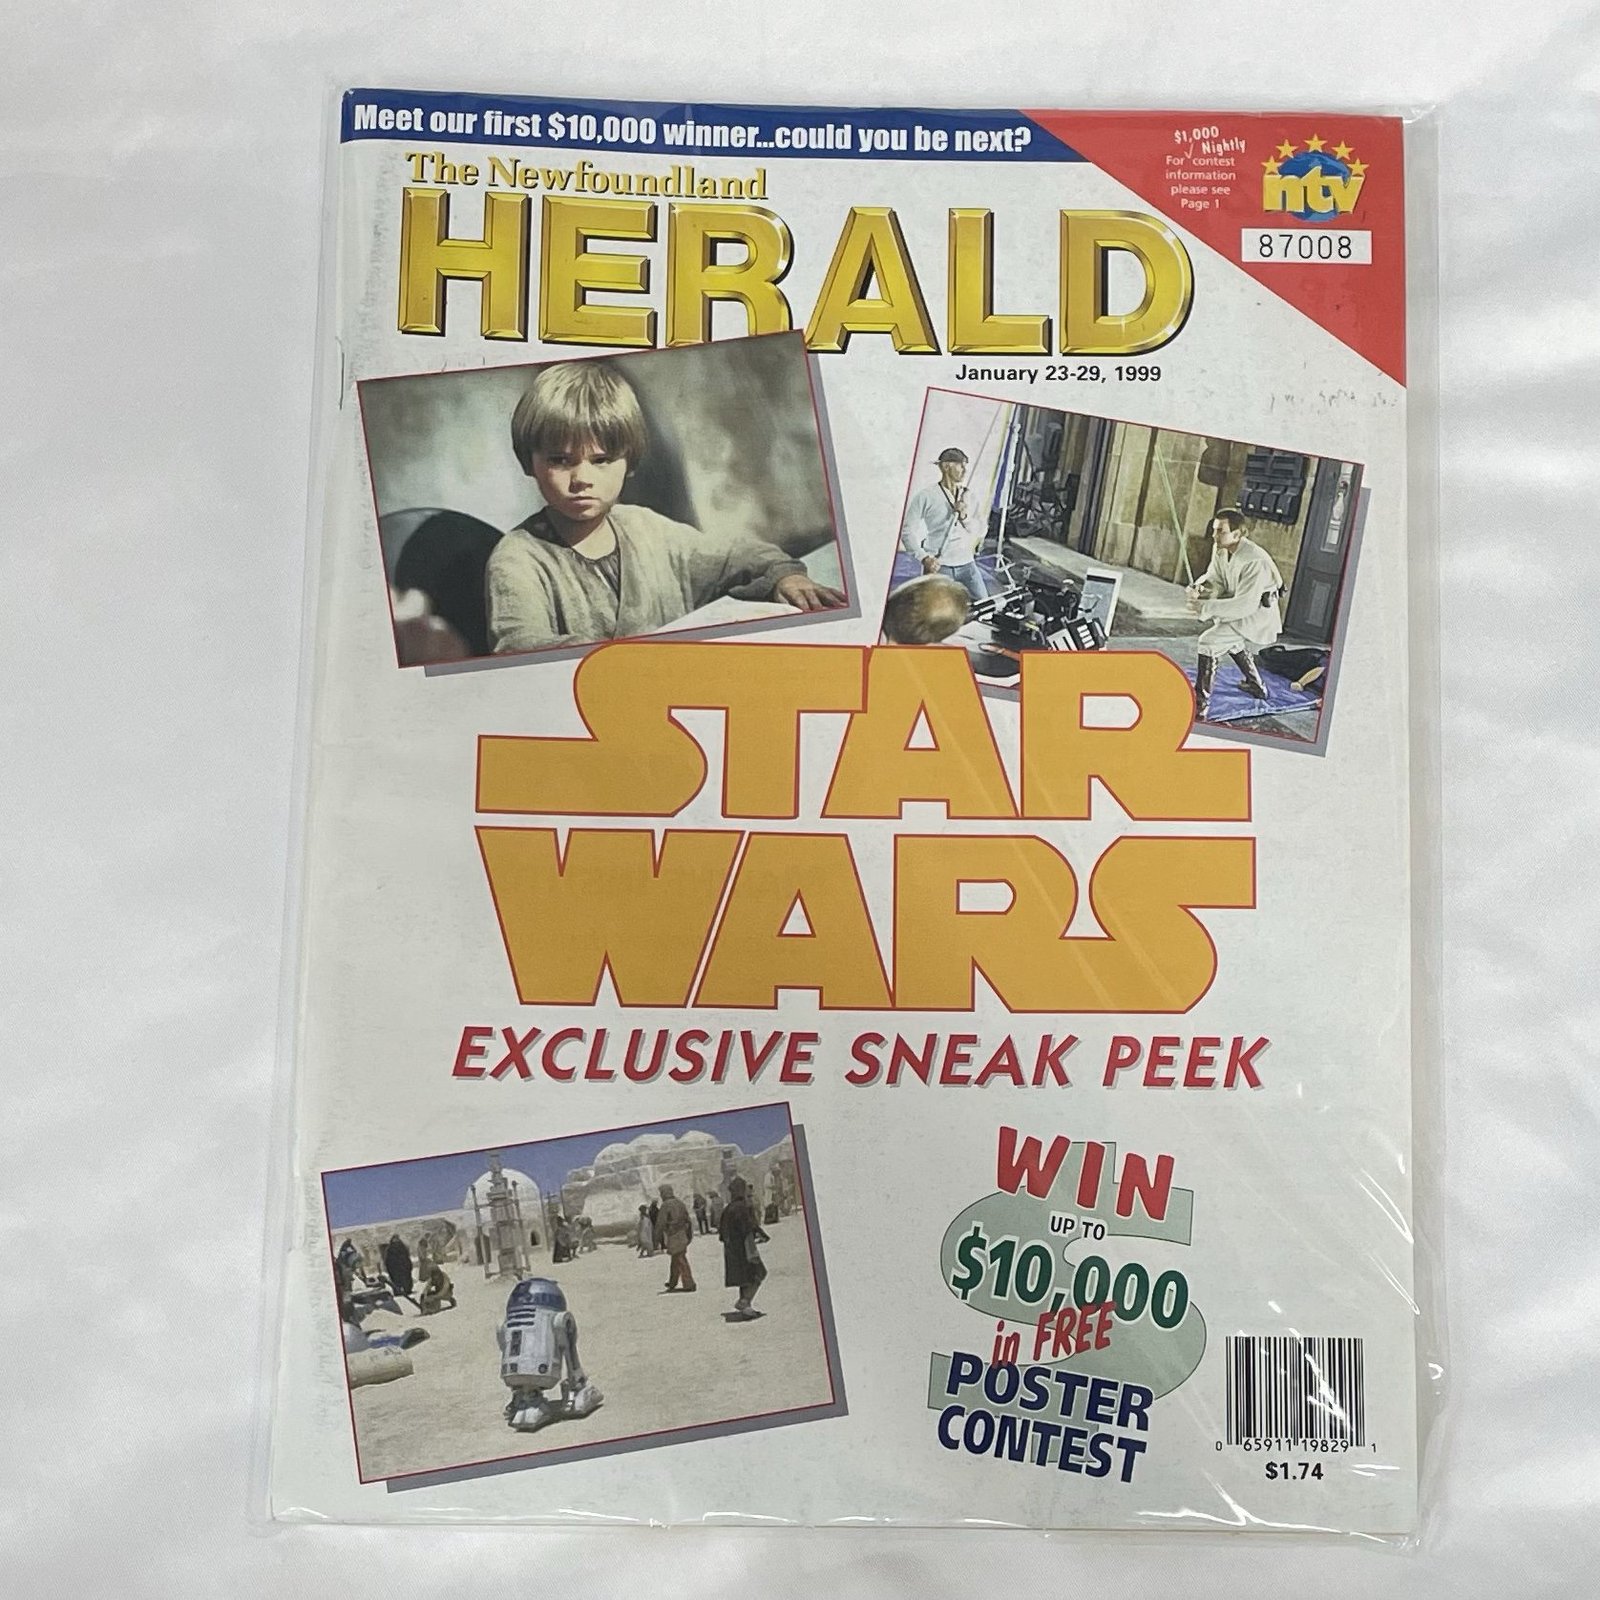 Meet our first $10,000 winner...could you be next?
The Newfoundland
HERALD
January 23-29, 1999
$1,000
Nightly
For contest
information
please see
Page 1
ntv
87008
STAR
WARS
EXCLUSIVE SNEAK PEEK
WIN
UP TO
$10,000
in FREE
POSTER
CONTEST
0 65911 19829 1
$1.74